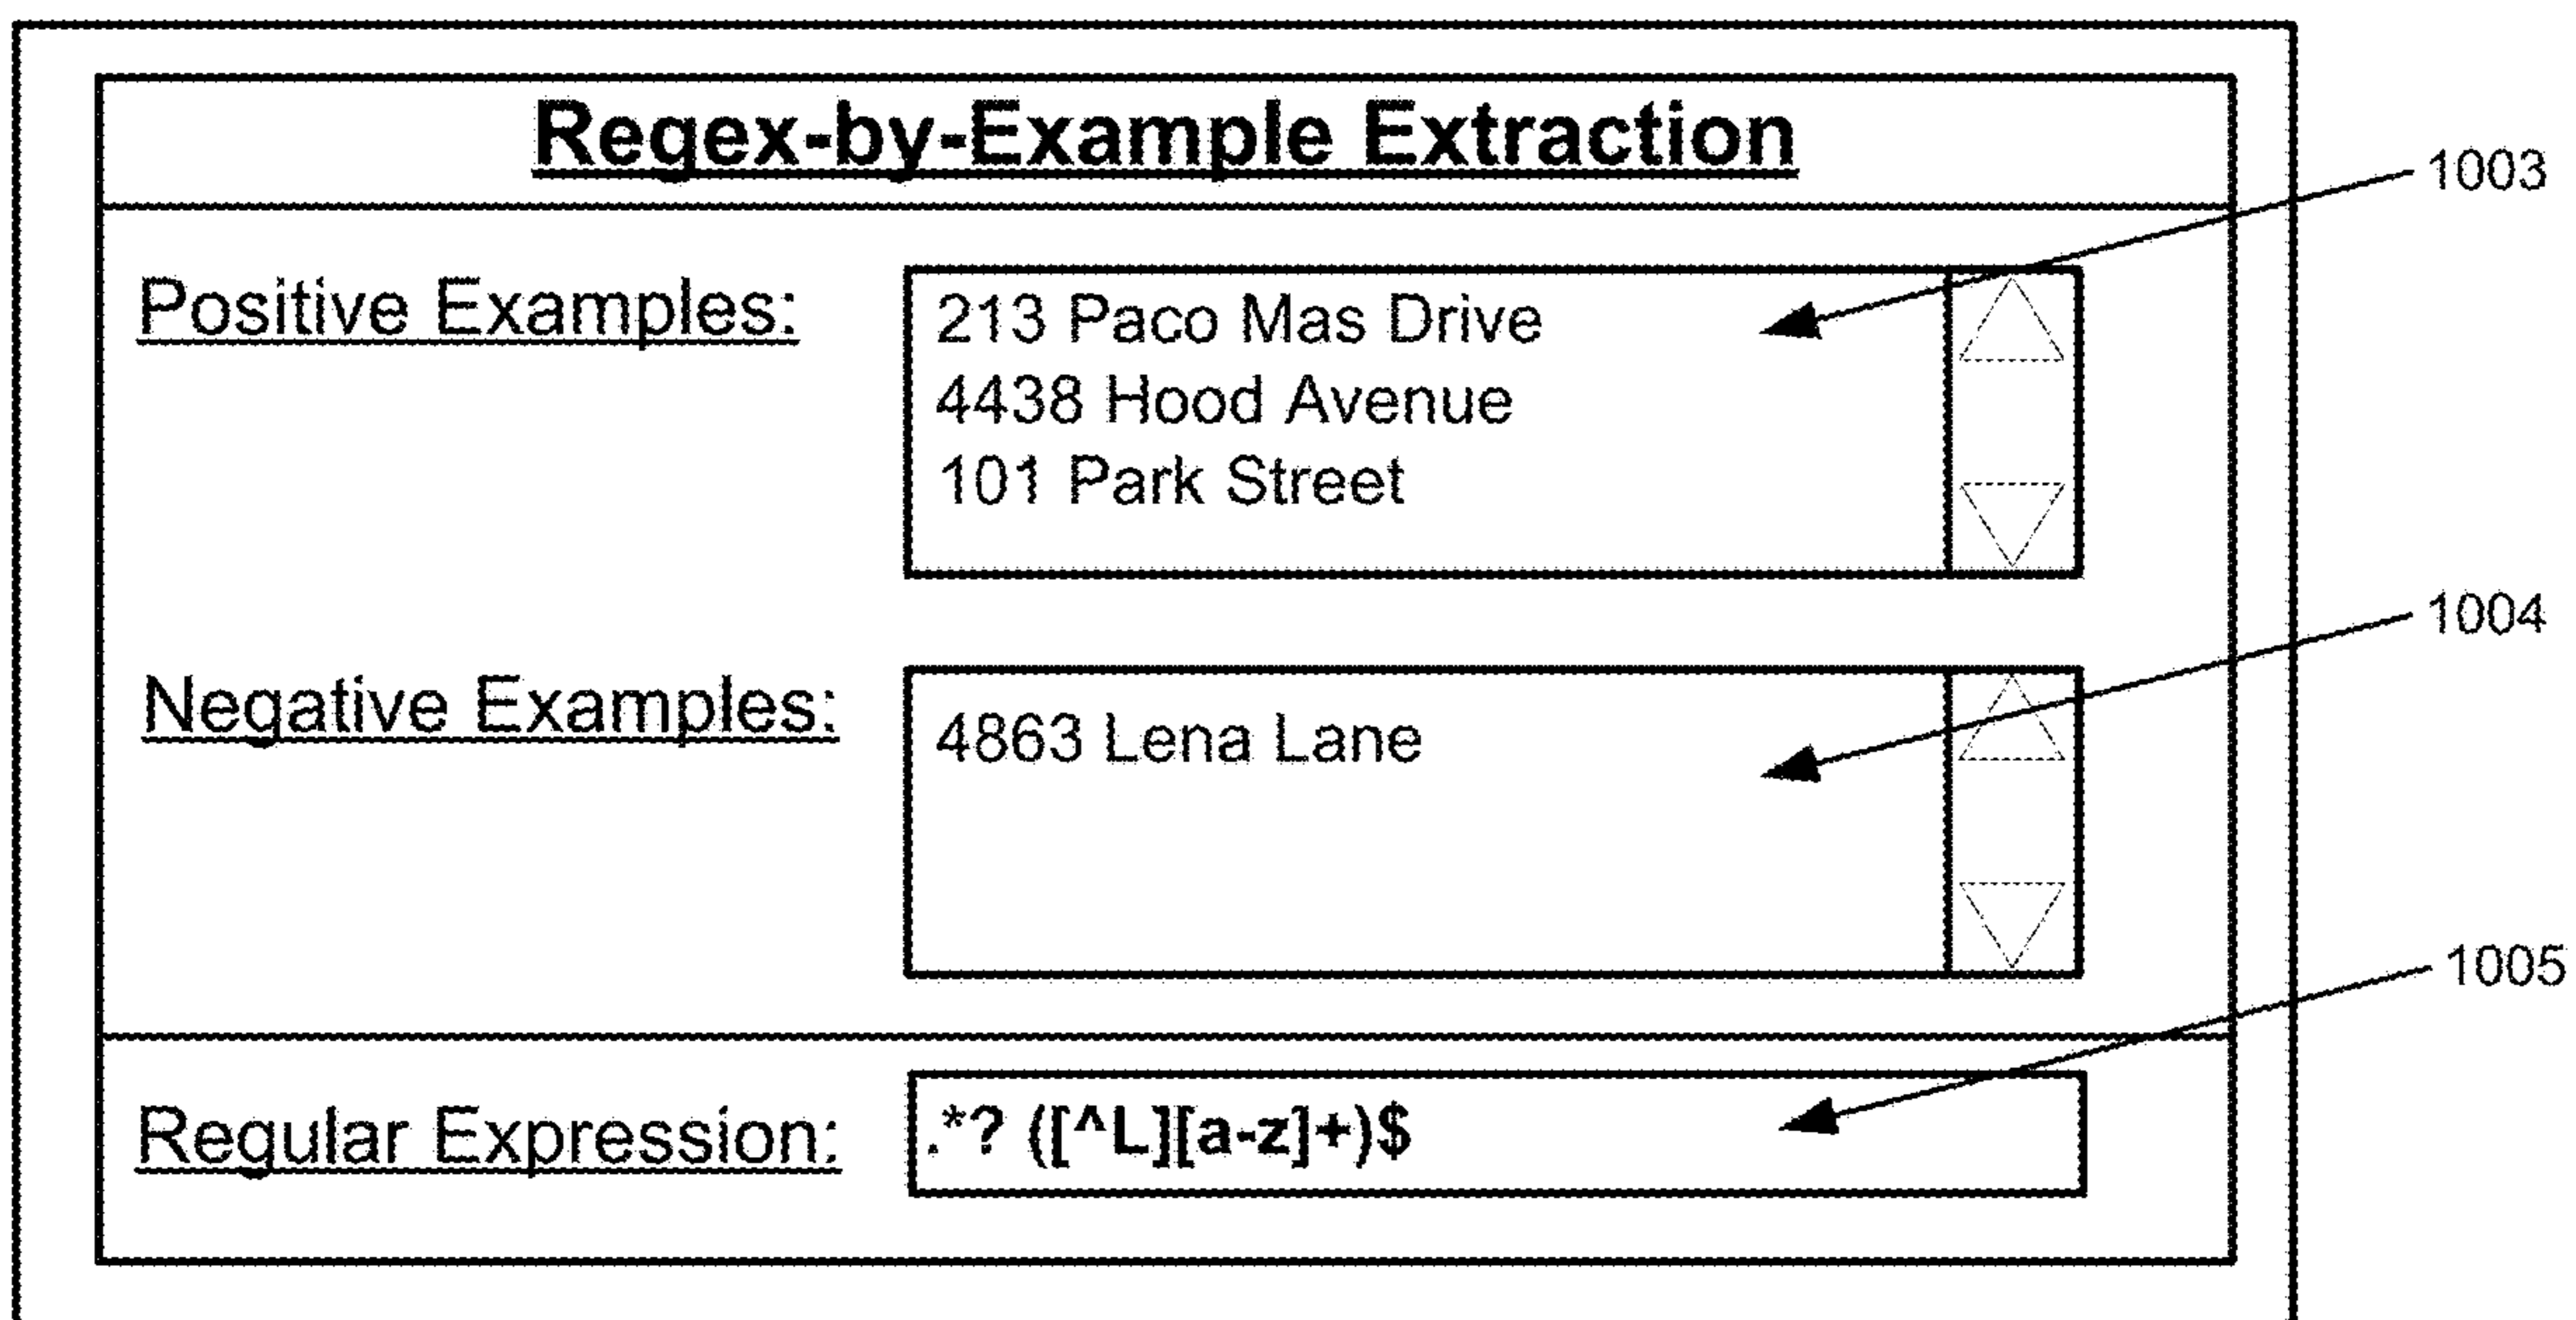 Regex-by-Example Extraction
1003
Positive Examples:
213 Paco Mas Drive
4438 Hood Avenue
101 Park Street
1004
Negative Examples:
4863 Lena Lane
1005
Regular Expression:
.*? ([^L][a-z]+)$